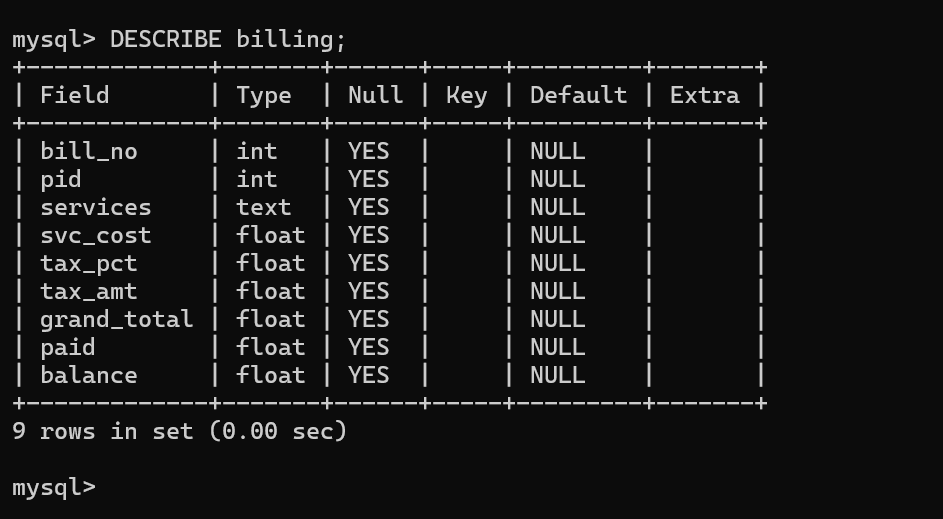 mysql> DESCRIBE billing;
+-------------+-------+------+-----+---------+-------+
| Field       | Type  | Null | Key | Default | Extra |
+-------------+-------+------+-----+---------+-------+
| bill_no     | int   | YES  |     | NULL    |       |
| pid         | int   | YES  |     | NULL    |       |
| services    | text  | YES  |     | NULL    |       |
| svc_cost    | float | YES  |     | NULL    |       |
| tax_pct     | float | YES  |     | NULL    |       |
| tax_amt     | float | YES  |     | NULL    |       |
| grand_total | float | YES  |     | NULL    |       |
| paid        | float | YES  |     | NULL    |       |
| balance     | float | YES  |     | NULL    |       |
+-------------+-------+------+-----+---------+-------+
9 rows in set (0.00 sec)
mysql>